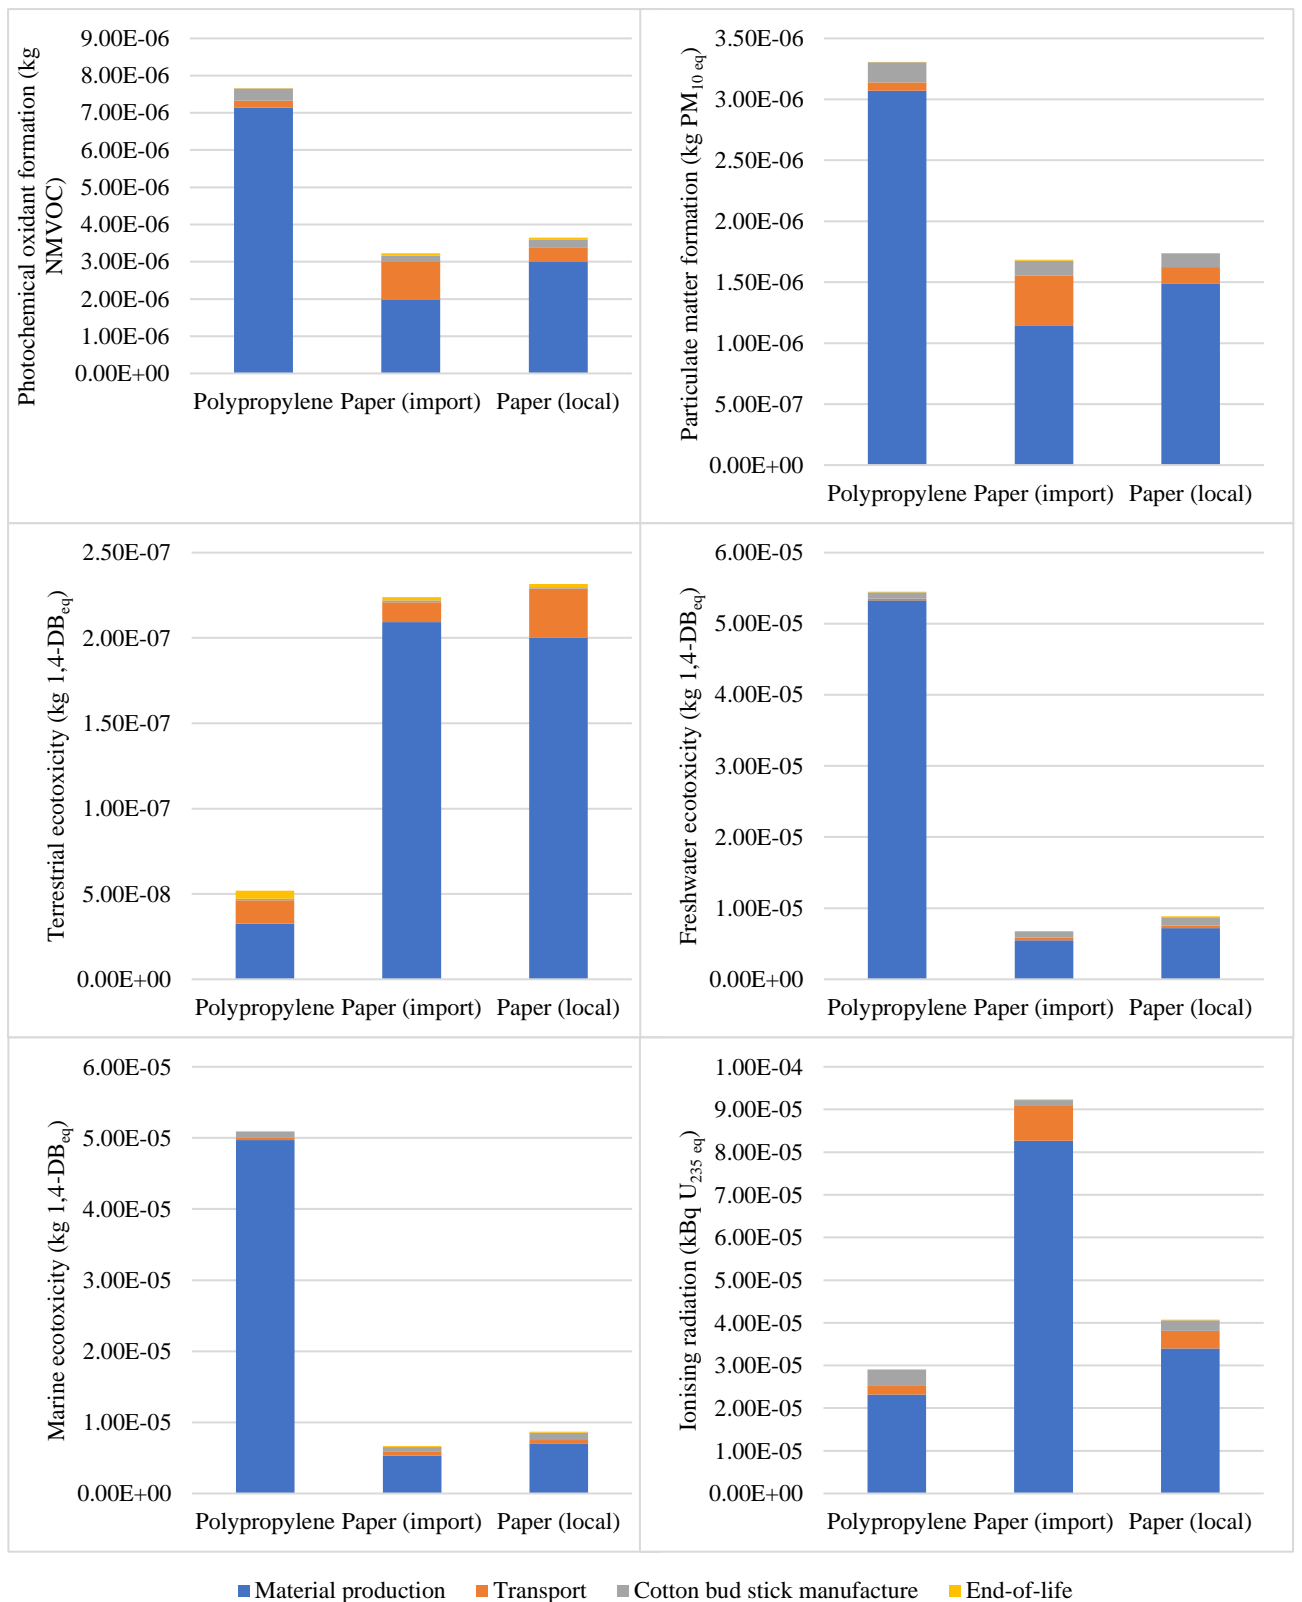 Photochemical oxidant formation (kg
NMVOC)
9.00E-06
8.00E-06
7.00E-06
6.00E-06
5.00E-06
4.00E-06
3.00E-06
2.00E-06
1.00E-06
0.00E+00
Polypropylene Paper (import) Paper (local)
Particulate matter formation (kg PM10 eq)
3.50E-06
3.00E-06
2.50E-06
2.00E-06
1.50E-06
1.00E-06
5.00E-07
0.00E+00
Polypropylene Paper (import) Paper (local)
Terrestrial ecotoxicity (kg 1,4-DBeq)
2.50E-07
2.00E-07
1.50E-07
1.00E-07
5.00E-08
0.00E+00
Polypropylene Paper (import) Paper (local)
Freshwater ecotoxicity (kg 1,4-DBeq)
6.00E-05
5.00E-05
4.00E-05
3.00E-05
2.00E-05
1.00E-05
0.00E+00
Polypropylene Paper (import) Paper (local)
Marine ecotoxicity (kg 1,4-DBeq)
6.00E-05
5.00E-05
4.00E-05
3.00E-05
2.00E-05
1.00E-05
0.00E+00
Polypropylene Paper (import) Paper (local)
Ionising radiation (kBq U235 eq)
1.00E-04
9.00E-05
8.00E-05
7.00E-05
6.00E-05
5.00E-05
4.00E-05
3.00E-05
2.00E-05
1.00E-05
0.00E+00
Polypropylene Paper (import) Paper (local)
Material production Transport Cotton bud stick manufacture End-of-life